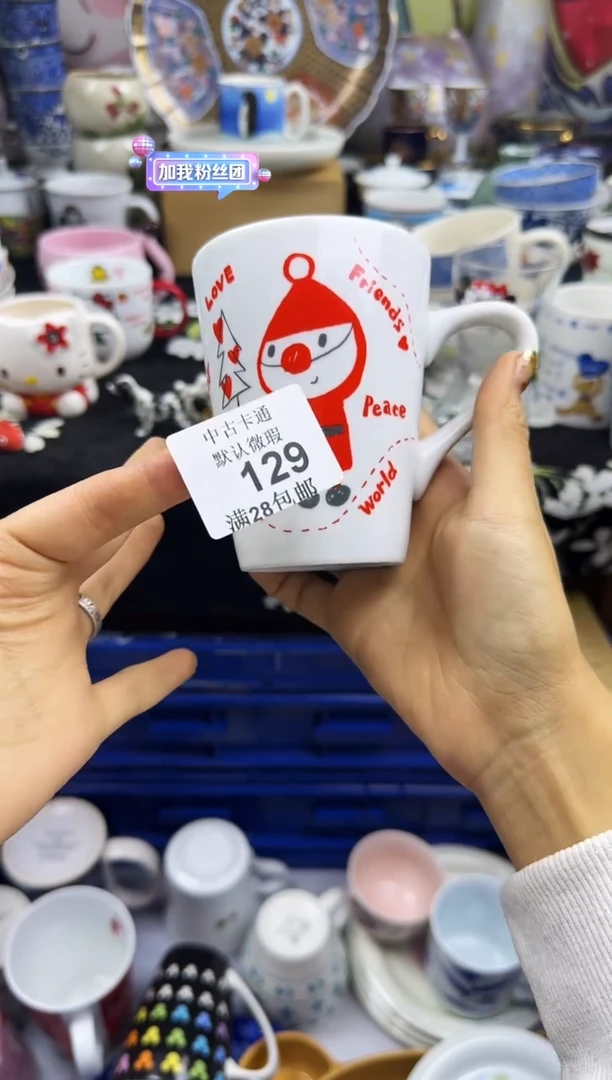 加我粉丝团
LOVE
Friends
Peace
World
中古卡通
默认微瑕
129
满28包邮